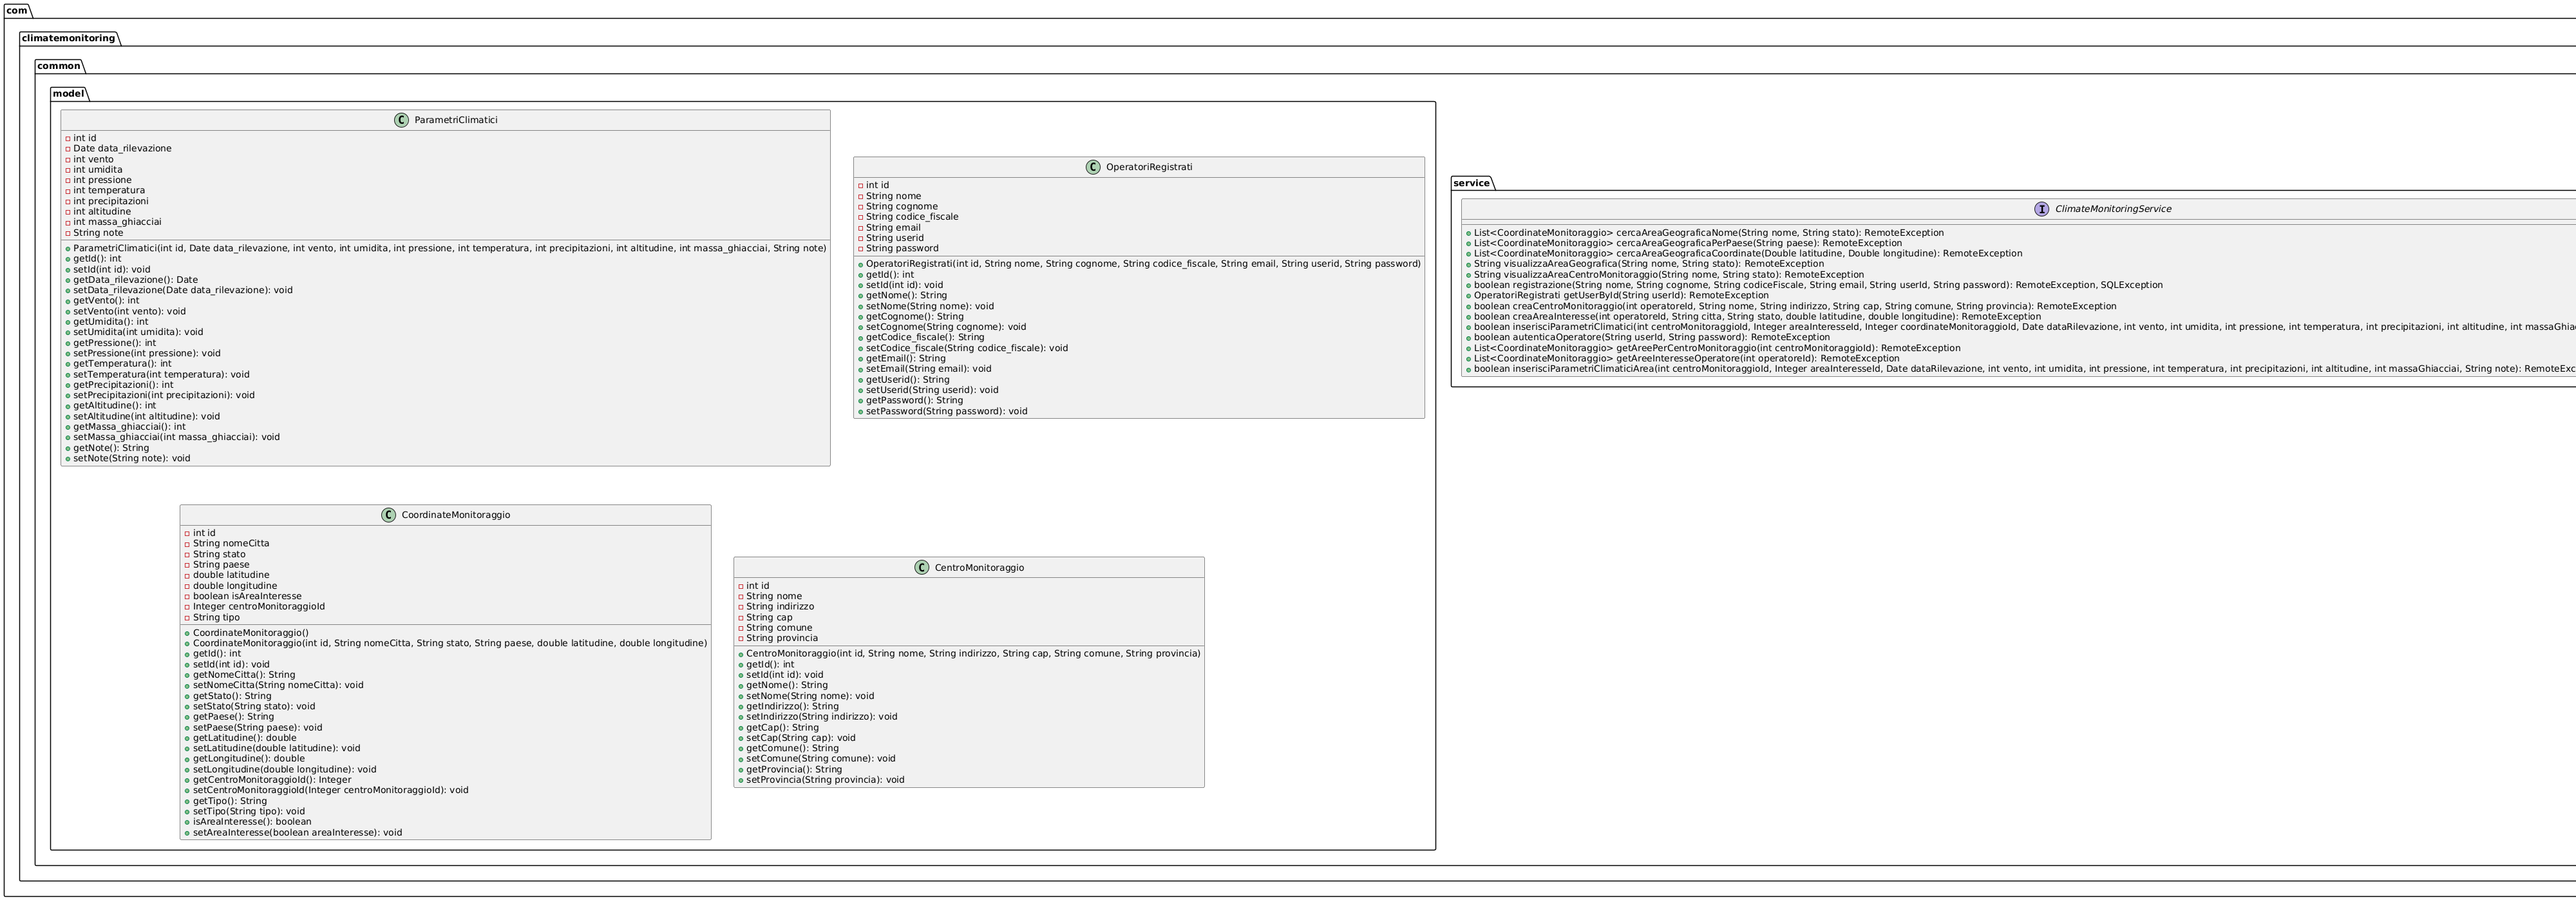 com
climatemonitoring
common
model
ParametriClimatici
int id
Date data_rilevazione
int vento
int umidita
int pressione
int temperatura
int precipitazioni
int altitudine
int massa_ghiacciai
String note
ParametriClimatici(int id, Date data_rilevazione, int vento, int umidita, int pressione, int temperatura, int precipitazioni, int altitudine, int massa_ghiacciai, String note)
getId(): int
setId(int id): void
getData_rilevazione(): Date
setData_rilevazione(Date data_rilevazione): void
getVento(): int
setVento(int vento): void
getUmidita(): int
setUmidita(int umidita): void
getPressione(): int
setPressione(int pressione): void
getTemperatura(): int
setTemperatura(int temperatura): void
getPrecipitazioni(): int
setPrecipitazioni(int precipitazioni): void
getAltitudine(): int
setAltitudine(int altitudine): void
getMassa_ghiacciai(): int
setMassa_ghiacciai(int massa_ghiacciai): void
getNote(): String
setNote(String note): void
OperatoriRegistrati
int id
String nome
String cognome
String codice_fiscale
String email
String userid
String password
OperatoriRegistrati(int id, String nome, String cognome, String codice_fiscale, String email, String userid, String password)
getId(): int
setId(int id): void
getNome(): String
setNome(String nome): void
getCognome(): String
setCognome(String cognome): void
getCodice_fiscale(): String
setCodice_fiscale(String codice_fiscale): void
getEmail(): String
setEmail(String email): void
getUserid(): String
setUserid(String userid): void
getPassword(): String
setPassword(String password): void
service
ClimateMonitoringService
List<CoordinateMonitoraggio> cercaAreaGeograficaNome(String nome, String stato): RemoteException
List<CoordinateMonitoraggio> cercaAreaGeograficaPerPaese(String paese): RemoteException
List<CoordinateMonitoraggio> cercaAreaGeograficaCoordinate(Double latitudine, Double longitudine): RemoteException
String visualizzaAreaGeografica(String nome, String stato): RemoteException
String visualizzaAreaCentroMonitoraggio(String nome, String stato): RemoteException
boolean registrazione(String nome, String cognome, String codiceFiscale, String email, String userId, String password): RemoteException, SQLException
OperatoriRegistrati getUserById(String userId): RemoteException
boolean creaCentroMonitoraggio(int operatoreId, String nome, String indirizzo, String cap, String comune, String provincia): RemoteException
boolean creaAreaInteresse(int operatoreId, String citta, String stato, double latitudine, double longitudine): RemoteException
boolean inserisciParametriClimatici(int centroMonitoraggioId, Integer areaInteresseId, Integer coordinateMonitoraggioId, Date dataRilevazione, int vento, int umidita, int pressione, int temperatura, int precipitazioni, int altitudine, int massaGhia
boolean autenticaOperatore(String userId, String password): RemoteException
List<CoordinateMonitoraggio> getAreePerCentroMonitoraggio(int centroMonitoraggioId): RemoteException
List<CoordinateMonitoraggio> getAreeInteresseOperatore(int operatoreId): RemoteException
boolean inserisciParametriClimaticiArea(int centroMonitoraggioId, Integer areaInteresseId, Date dataRilevazione, int vento, int umidita, int pressione, int temperatura, int precipitazioni, int altitudine, int massaGhiacciai, String note): RemoteExc
CoordinateMonitoraggio
int id
String nomeCitta
String stato
String paese
double latitudine
double longitudine
boolean isAreaInteresse
Integer centroMonitoraggioId
String tipo
CoordinateMonitoraggio()
CoordinateMonitoraggio(int id, String nomeCitta, String stato, String paese, double latitudine, double longitudine)
getId(): int
setId(int id): void
getNomeCitta(): String
setNomeCitta(String nomeCitta): void
getStato(): String
setStato(String stato): void
getPaese(): String
setPaese(String paese): void
getLatitudine(): double
setLatitudine(double latitudine): void
getLongitudine(): double
setLongitudine(double longitudine): void
getCentroMonitoraggioId(): Integer
setCentroMonitoraggioId(Integer centroMonitoraggioId): void
getTipo(): String
setTipo(String tipo): void
isAreaInteresse(): boolean
setAreaInteresse(boolean areaInteresse): void
CentroMonitoraggio
int id
String nome
String indirizzo
String cap
String comune
String provincia
CentroMonitoraggio(int id, String nome, String indirizzo, String cap, String comune, String provincia)
getId(): int
setId(int id): void
getNome(): String
setNome(String nome): void
getIndirizzo(): String
setIndirizzo(String indirizzo): void
getCap(): String
setCap(String cap): void
getComune(): String
setComune(String comune): void
getProvincia(): String
setProvincia(String provincia): void